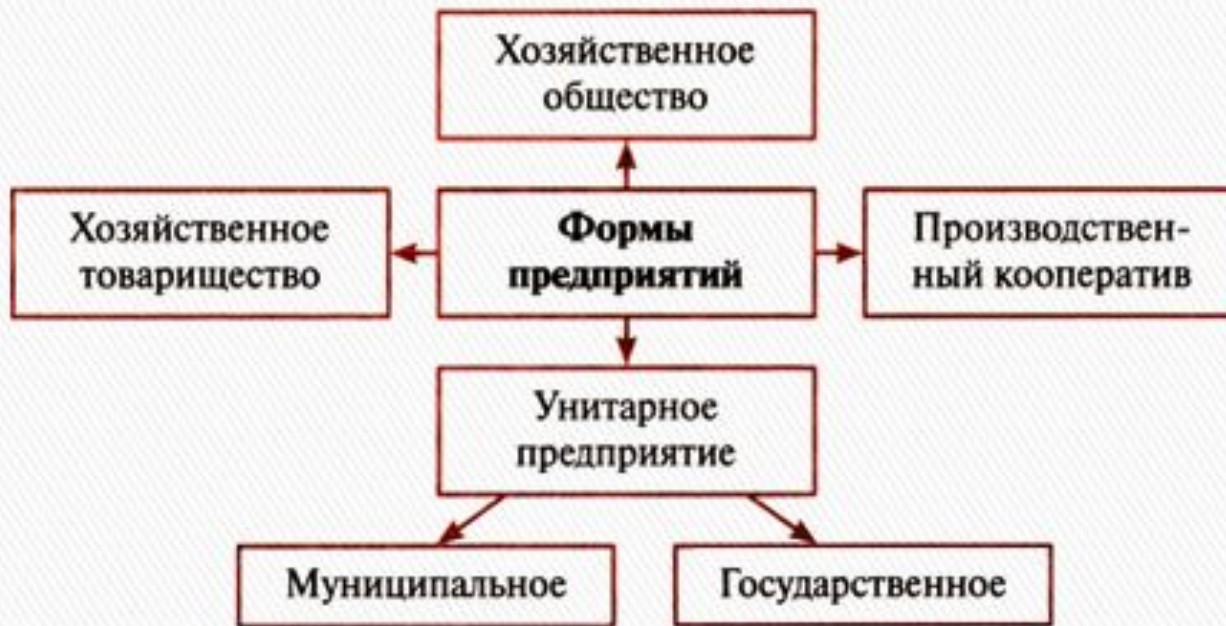 Хозяйственное
общество
Хозяйственное
товарищество
Формы
предприятий
Производствен-
ный кооператив
Унитарное
предприятие
Муниципальное
Государственное